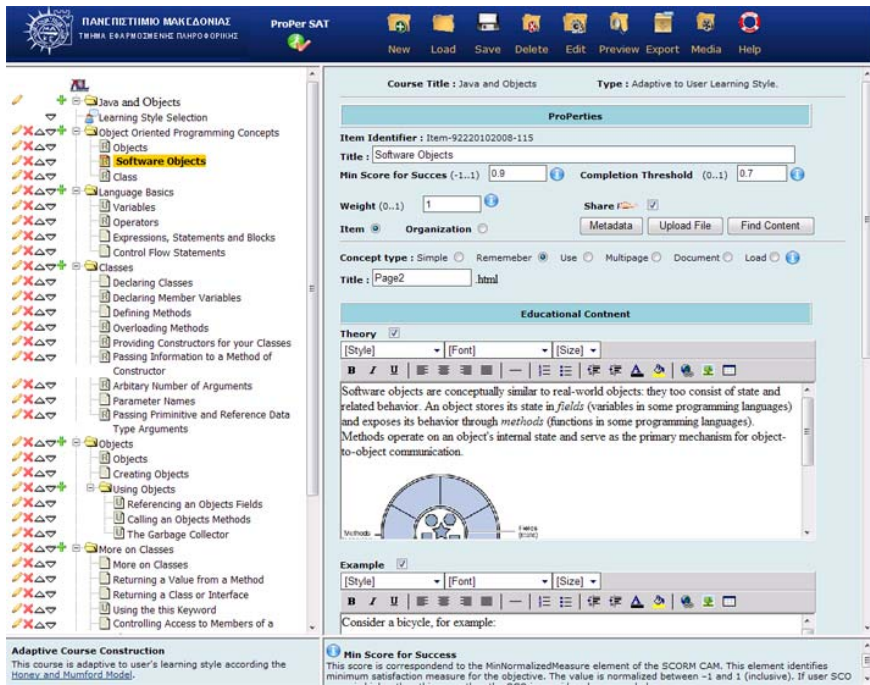 ΠΑΝΕΠΙΣΤΙΜΙΟ ΜΑΚΕΔΟΝΙΑΣ
ΤΜΗΜΑ ΕΦΑΡΜΟΣΜΕΝΗΣ ΠΛΗΡΟΦΟΡΙΚΗΣ
ProPer SAT
New Load Save Delete Edit Preview Export Media Help
Java and Objects
Learning Style Selection
Object Oriented Programming Concepts
Objects
Software Objects
Class
Language Basics
Variables
Operators
Expressions, Statements and Blocks
Control Flow Statements
Classes
Declaring Classes
Declaring Member Variables
Defining Methods
Overloading Methods
Providing Constructors for your Classes
Passing Information to a Method of
Constructor
Arbitary Number of Arguments
Parameter Names
Passing Priminitive and Reference Data
Type Arguments
Objects
Objects
Creating Objects
Using Objects
Referencing an Objects Fields
Calling an Objects Methods
The Garbage Collector
More on Classes
More on Classes
Returning a Value from a Method
Returning a Class or Interface
Using the this Keyword
Controlling Access to Members of a
Course Title : Java and Objects Type : Adaptive to User Learning Style.
ProPerties
Item Identifier : Item-92220102008-115
Title : Software Objects
Min Score for Succes (-1..1) 0.9 Completion Threshold (0..1) 0.7
Weight (0..1) 1 Share
Item Organization Metadata Upload File Find Content
Concept type : Simple Rememeber Use Multipage Document Load
Title : Page2 .html
Educational Contnent
Theory
[Style] [Font] [Size]
B I U
Software objects are conceptually similar to real-world objects: they too consist of state and
related behavior. An object stores its state in fields (variables in some programming languages)
and exposes its behavior through methods (functions in some programming languages).
Methods operate on an object's internal state and serve as the primary mechanism for object-
to-object communication.
Methods
Fields
Example
[Style] [Font] [Size]
B I U
Consider a bicycle, for example:
Adaptive Course Construction
This course is adaptive to user's learning style according the
Honey and Mumford Model.
Min Score for Success
This score is correspondend to the MinNormalizedMeasure element of the SCORM CAM. This element identifies
minimum satisfaction measure for the objective. The value is normalized between -1 and 1 (inclusive). If user SCO